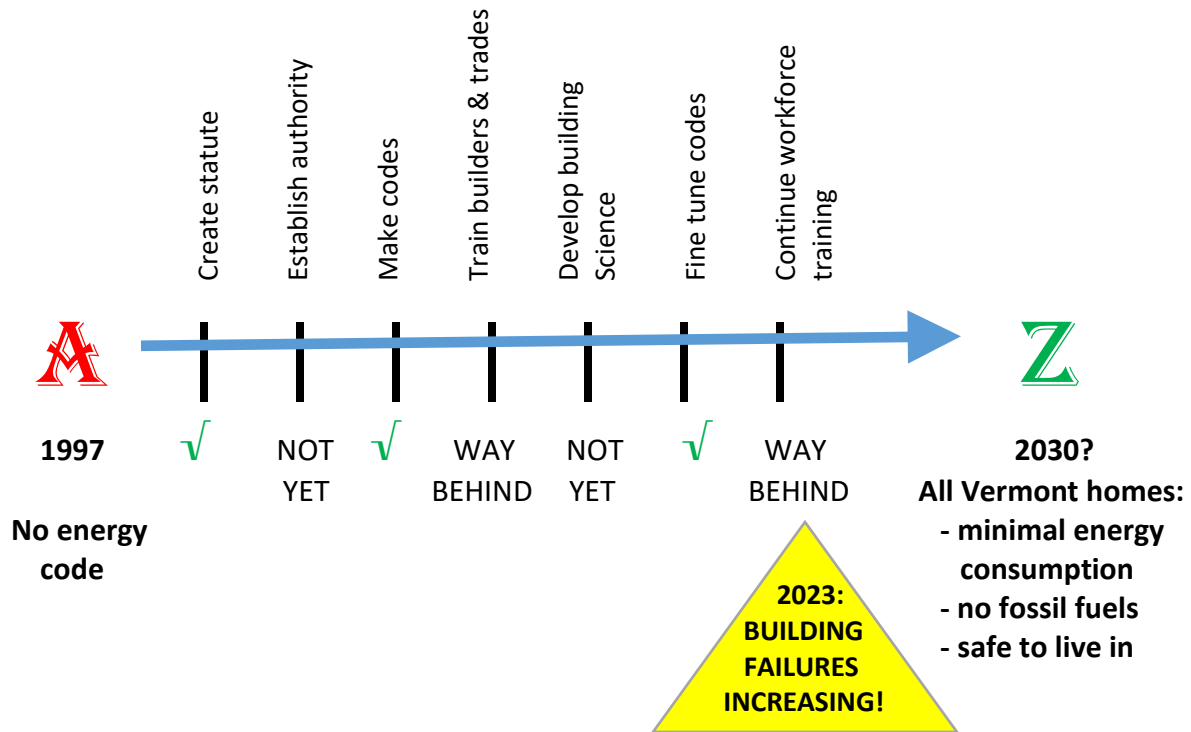 Create statute
Establish authority
Make codes
Train builders & trades
Develop building
Science
Fine tune codes
Continue workforce
training
A
Z
1997
√
NOT
YET
√
WAY
BEHIND
NOT
YET
√
WAY
BEHIND
2030?
No energy
code
All Vermont homes:
- minimal energy
consumption
- no fossil fuels
- safe to live in
2023:
BUILDING
FAILURES
INCREASING!